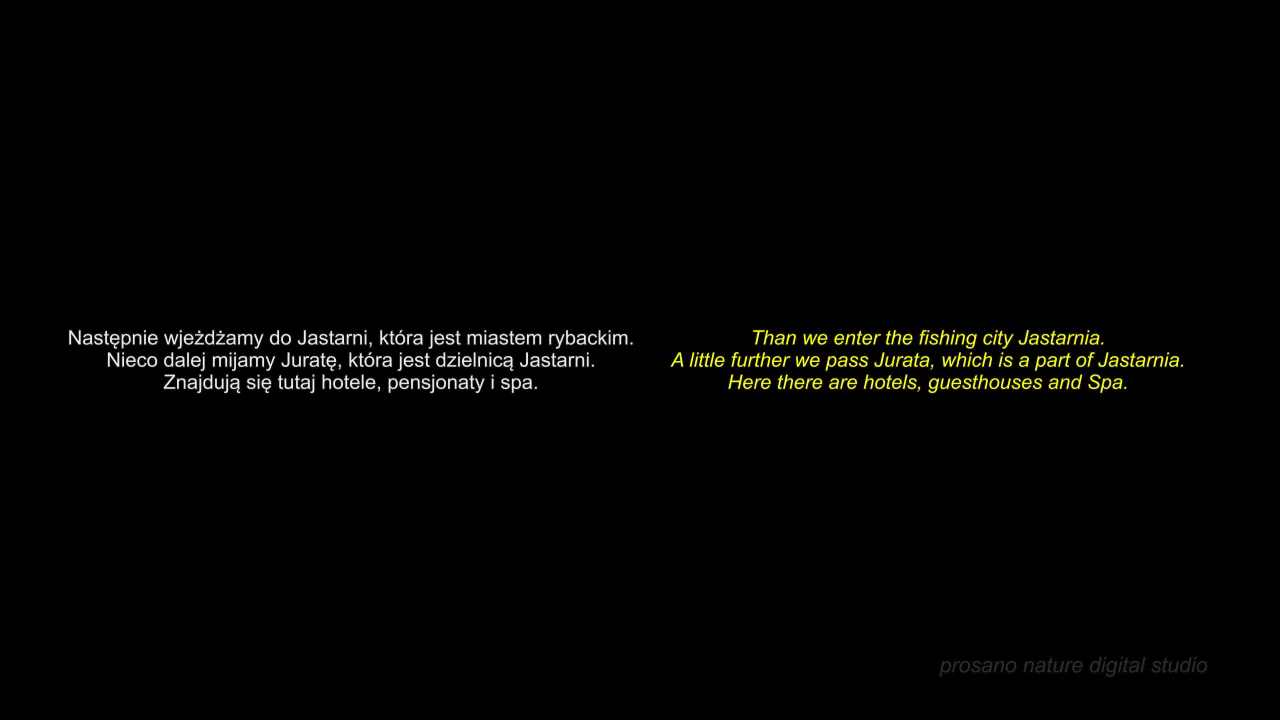 Następnie wjeżdżamy do Jastarni, która jest miastem rybackim.
Nieco dalej mijamy Juratę, która jest dzielnicą Jastarni.
Znajdują się tutaj hotele, pensjonaty i spa.
Than we enter the fishing city Jastarnia.
A little further we pass Jurata, which is a part of Jastarnia.
Here there are hotels, guesthouses and Spa.
prosano nature digital studio